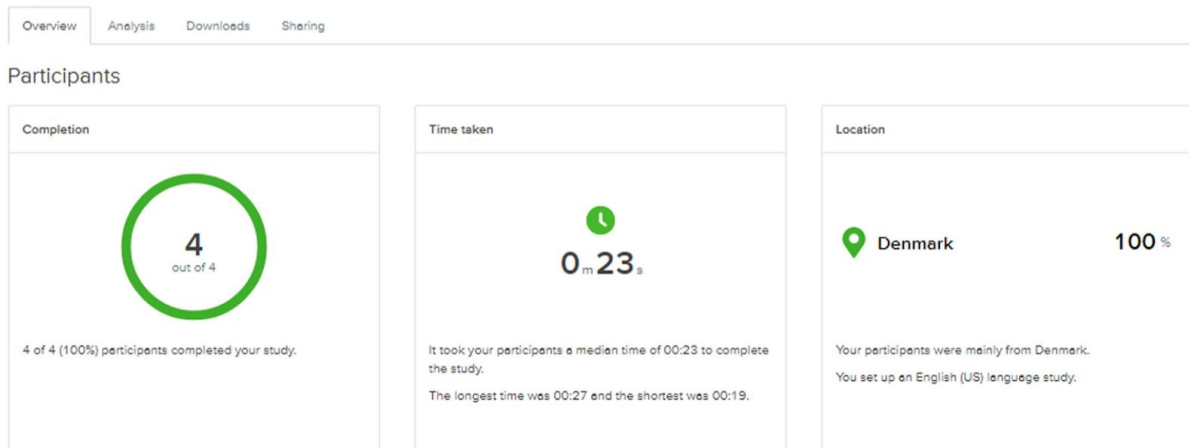 Overview Analysis Downloads Sharing
Participants
Completion
4
out of 4
4 of 4 (100%) participants completed your study.
Time taken
0m 23s
It took your participants a median time of 00:23 to complete
the study.
The longest time was 00:27 and the shortest was 00:19.
Location
Denmark 100 %
Your participants were mainly from Denmark.
You set up an English (US) language study.